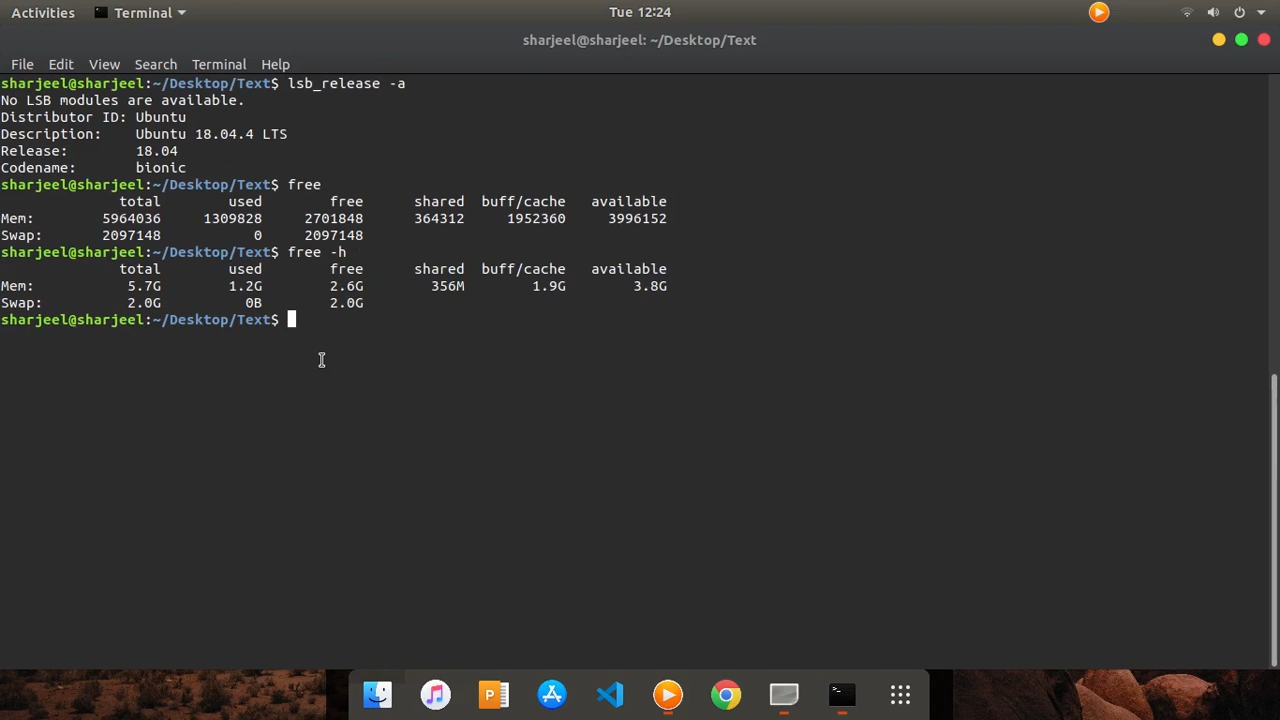 Activities Terminal Tue 12:24
sharjeel@sharjeel: ~/Desktop/Text
File Edit View Search Terminal Help
sharjeel@sharjeel:~/Desktop/Text$ lsb_release -a
No LSB modules are available.
Distributor ID: Ubuntu
Description:    Ubuntu 18.04.4 LTS
Release:        18.04
Codename:       bionic
sharjeel@sharjeel:~/Desktop/Text$ free
              total        used        free      shared  buff/cache   available
Mem:        5964036     1309828     2701848      364312     1952360     3996152
Swap:       2097148           0     2097148
sharjeel@sharjeel:~/Desktop/Text$ free -h
              total        used        free      shared  buff/cache   available
Mem:           5.7G        1.2G        2.6G        356M        1.9G        3.8G
Swap:          2.0G          0B        2.0G
sharjeel@sharjeel:~/Desktop/Text$
P >_